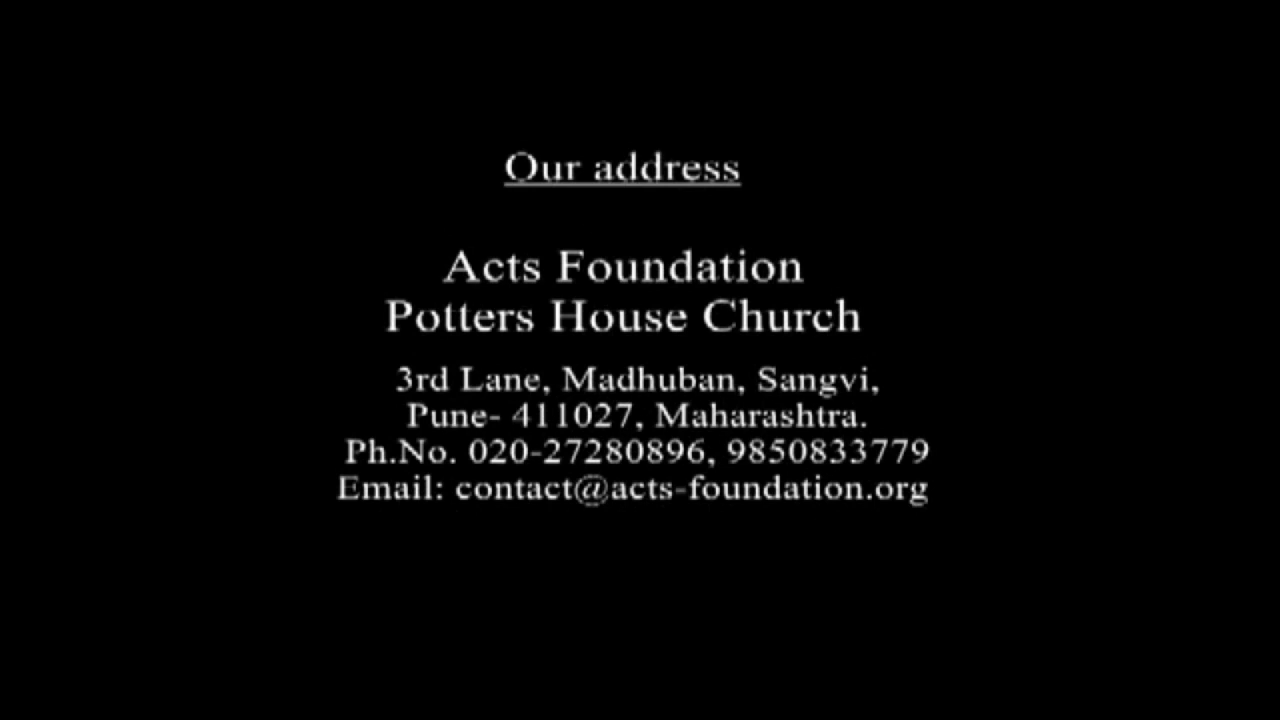 Our address
Acts Foundation
Potters House Church
3rd Lane, Madhuban, Sangvi,
Pune- 411027, Maharashtra.
Ph.No. 020-27280896, 9850833779
Email: contact@acts-foundation.org